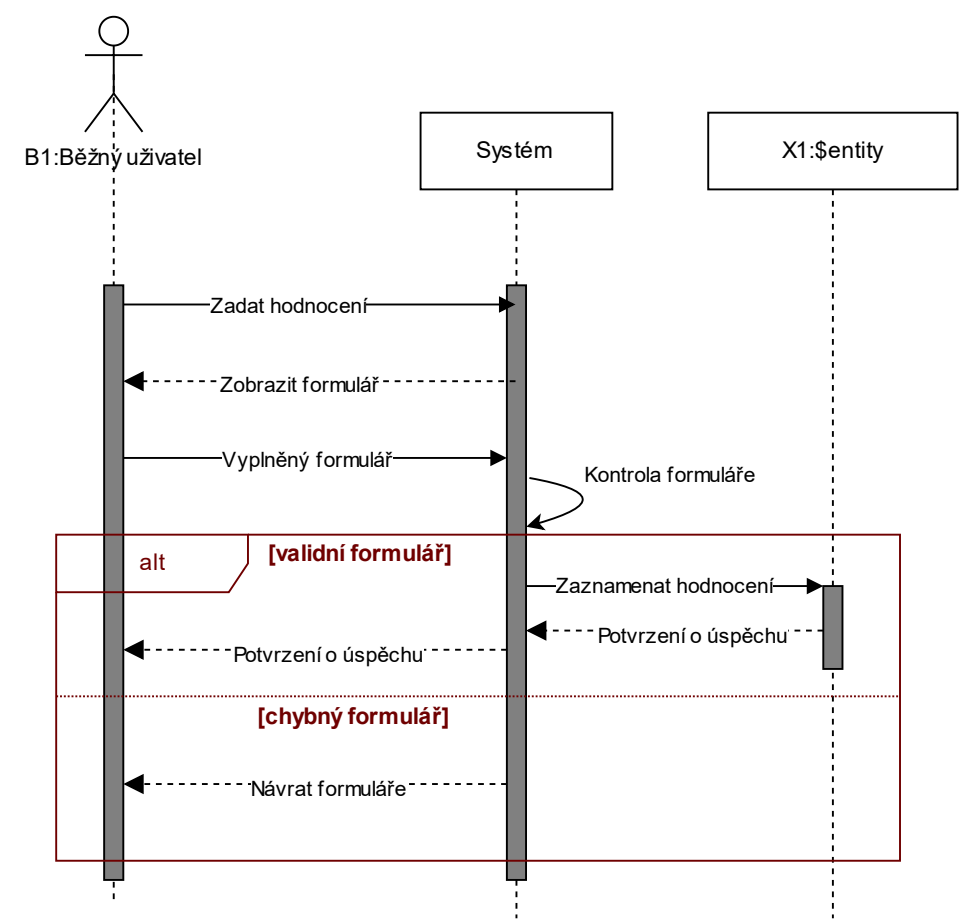 B1:Běžný uživatel
Systém
X1:$entity
Zadat hodnocení
Zobrazit formulář
Vyplněný formulář
Kontrola formuláře
alt
[validní formulář]
Zaznamenat hodnocení
Potvrzení o úspěchu
Potvrzení o úspěchu
[chybný formulář]
Návrat formuláře